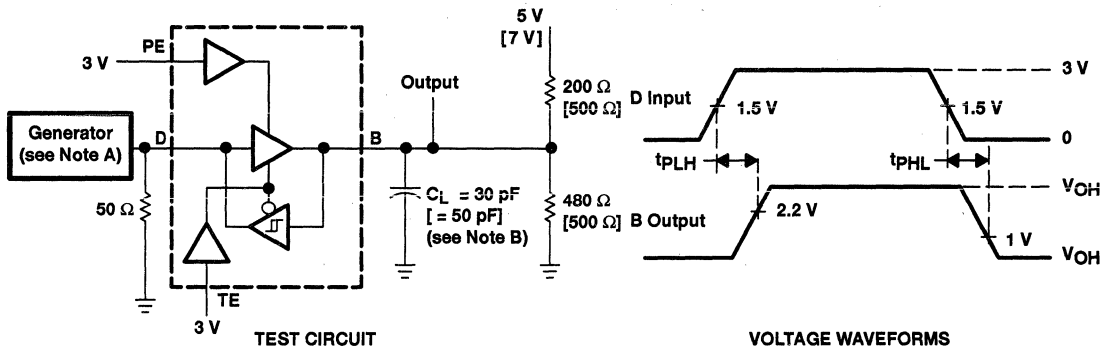 5 V
[7 V]
PE
3 V
Output
200 Ω
[500 Ω]
Generator
(see Note A)
D
B
50 Ω
CL = 30 pF
[ = 50 pF]
(see Note B)
480 Ω
[500 Ω]
TE
3 V
TEST CIRCUIT
3 V
D Input
1.5 V
1.5 V
0
tPLH
tPHL
VOH
2.2 V
B Output
1 V
VOH
VOLTAGE WAVEFORMS